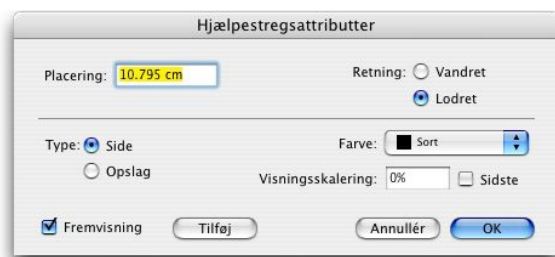 Hjælpestregsattributter
Placering: 10.795 cm Retning: Vandret
Lodret
Type: Side Farve: Sort
Opslag Visningsskalering: 0% Sidste
Fremvisning Tilføj Annullér OK